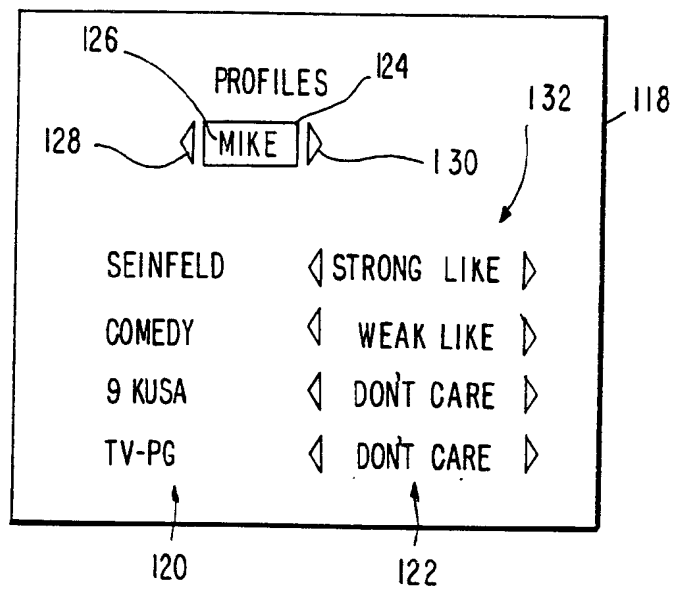 126
PROFILES
124
132
118
128
MIKE
130
SEINFELD STRONG LIKE
COMEDY WEAK LIKE
9 KUSA DON'T CARE
TV-PG DON'T CARE
120
122